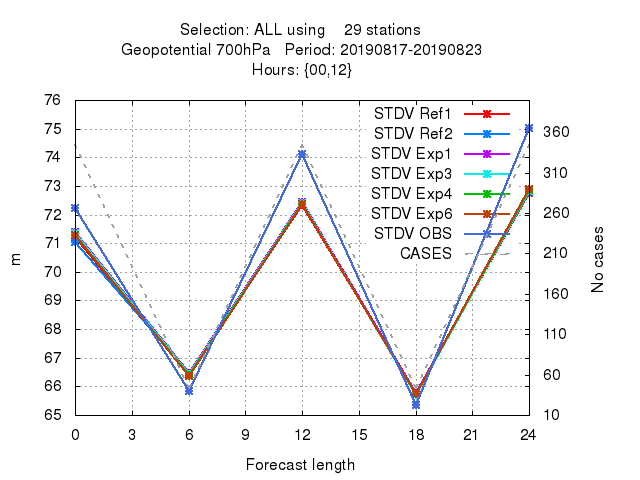 Selection: ALL using 29 stations
Geopotential 700hPa Period: 20190817-20190823
Hours: {00,12}
76
75
74
73
72
71
70
69
68
67
66
65
m
STDV Ref1
STDV Ref2
STDV Exp1
STDV Exp3
STDV Exp4
STDV Exp6
STDV OBS
CASES
360
310
260
210
160
110
60
10
No cases
0 3 6 9 12 15 18 21 24
Forecast length